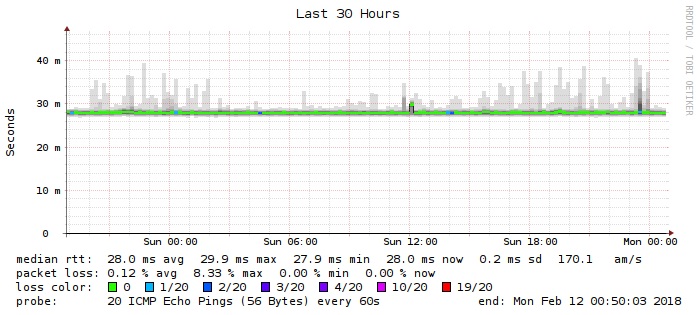 Last 30 Hours
RRDTOOL / TOBI OETIKER
Seconds
40 m
30 m
20 m
10 m
0
Sun 00:00 Sun 06:00 Sun 12:00 Sun 18:00 Mon 00:00
median rtt: 28.0 ms avg 29.9 ms max 27.9 ms min 28.0 ms now 0.2 ms sd 170.1 am/s
packet loss: 0.12 % avg 8.33 % max 0.00 % min 0.00 % now
loss color: 0 1/20 2/20 3/20 4/20 10/20 19/20
probe: 20 ICMP Echo Pings (56 Bytes) every 60s end: Mon Feb 12 00:50:03 2018